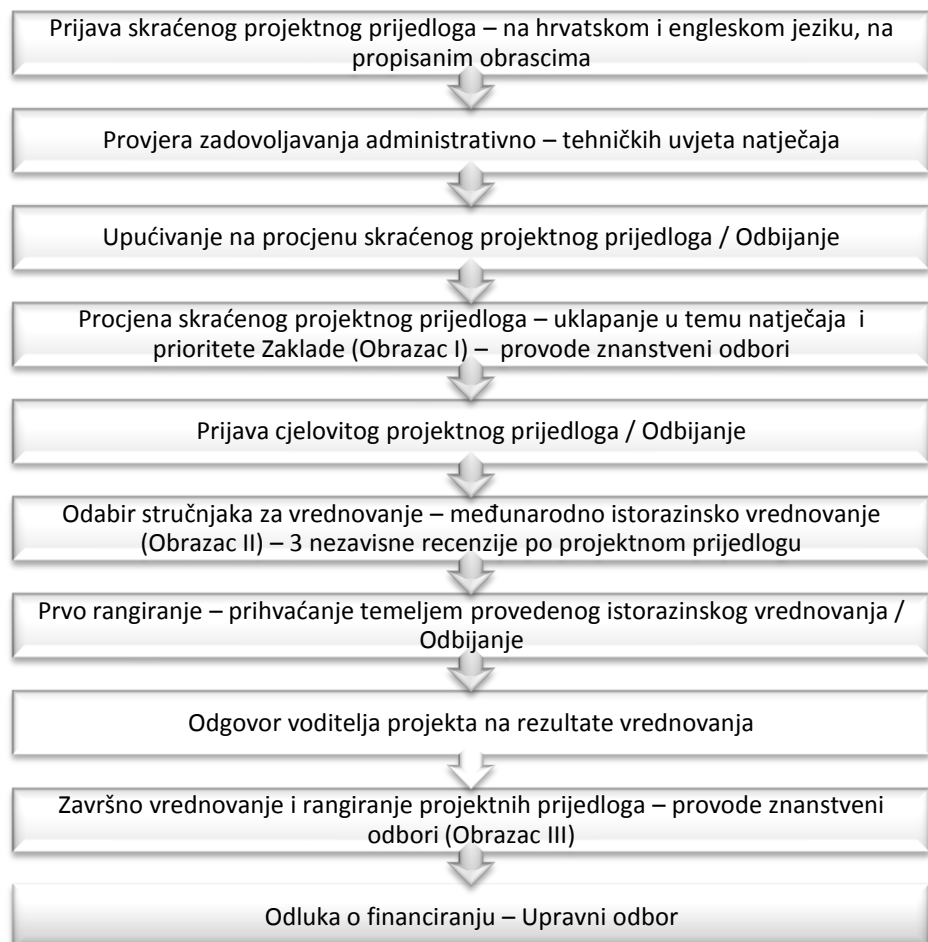 Prijava skraćenog projektnog prijedloga – na hrvatskom i engleskom jeziku, na
propisanim obrascima
Provjera zadovoljavanja administrativno – tehničkih uvjeta natječaja
Upućivanje na procjenu skraćenog projektnog prijedloga / Odbijanje
Procjena skraćenog projektnog prijedloga – uklapanje u temu natječaja i
prioritete Zaklade (Obrazac I) – provode znanstveni odbori
Prijava cjelovitog projektnog prijedloga / Odbijanje
Odabir stručnjaka za vrednovanje – međunarodno istorazinsko vrednovanje
(Obrazac II) – 3 nezavisne recenzije po projektnom prijedlogu
Prvo rangiranje – prihvaćanje temeljem provedenog istorazinskog vrednovanja /
Odbijanje
Odgovor voditelja projekta na rezultate vrednovanja
Završno vrednovanje i rangiranje projektnih prijedloga – provode znanstveni
odbori (Obrazac III)
Odluka o financiranju – Upravni odbor